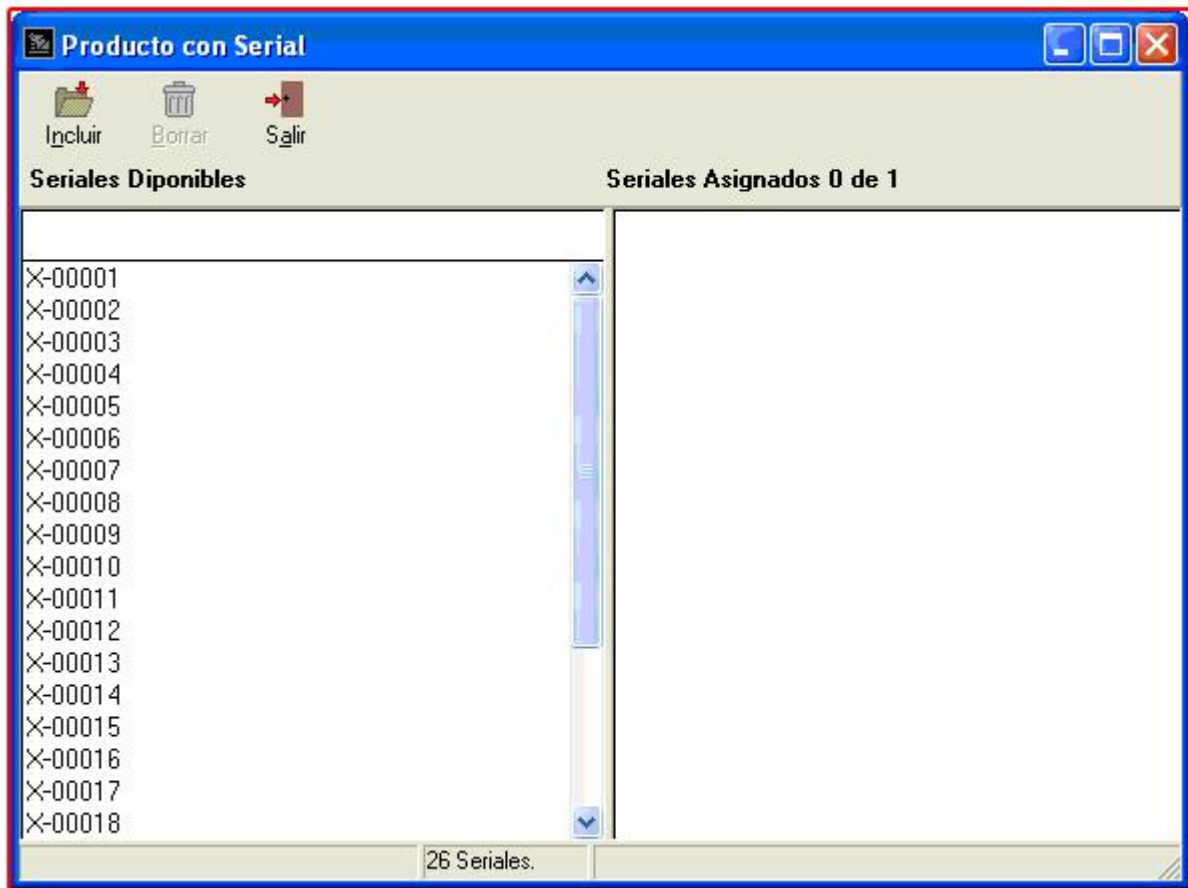 Producto con Serial
Incluir Borrar Salir
Seriales Diponibles Seriales Asignados 0 de 1
X-00001
X-00002
X-00003
X-00004
X-00005
X-00006
X-00007
X-00008
X-00009
X-00010
X-00011
X-00012
X-00013
X-00014
X-00015
X-00016
X-00017
X-00018
26 Seriales.